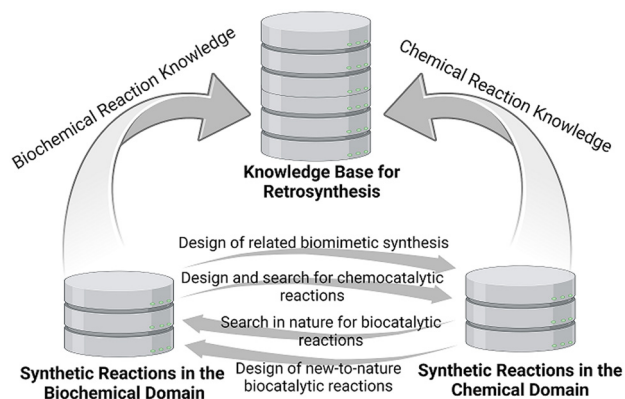 Biochemical Reaction Knowledge
Chemical Reaction Knowledge
Knowledge Base for
Retrosynthesis
Design of related biomimetic synthesis
Design and search for chemocatalytic
reactions
Search in nature for biocatalytic
reactions
Design of new-to-nature
biocatalytic reactions
Synthetic Reactions in the
Biochemical Domain
Synthetic Reactions in the
Chemical Domain